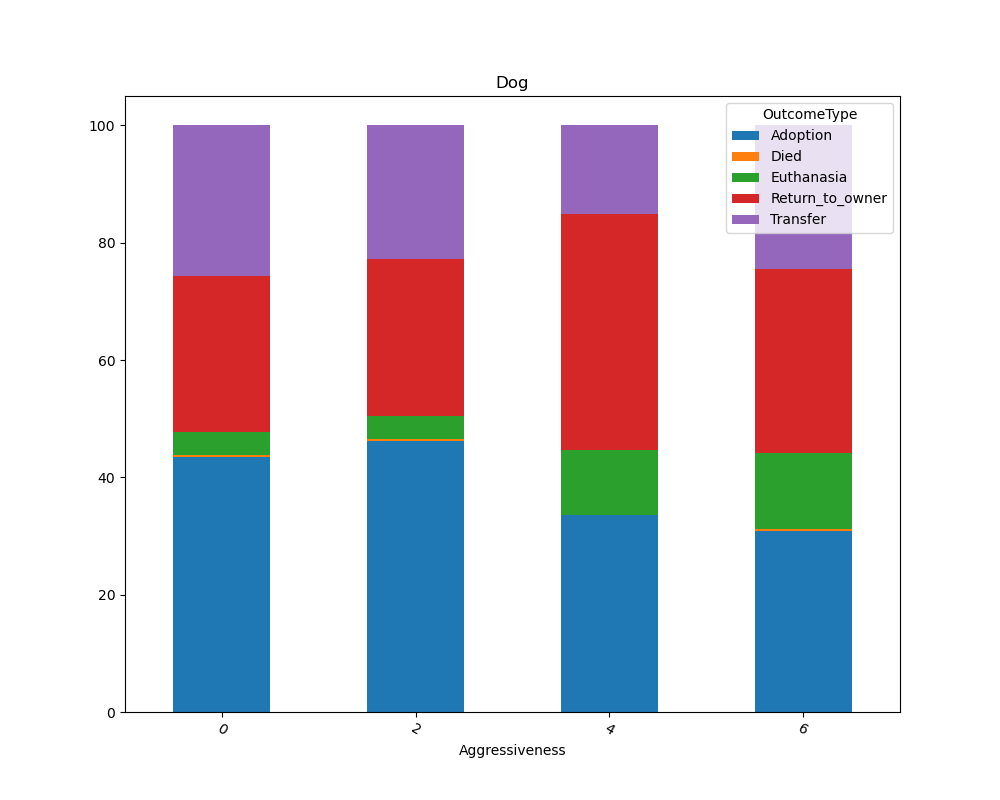 Dog
OutcomeType
Adoption
Died
Euthanasia
Return_to_owner
Transfer
100
80
60
40
20
0
0 2 4 6
Aggressiveness